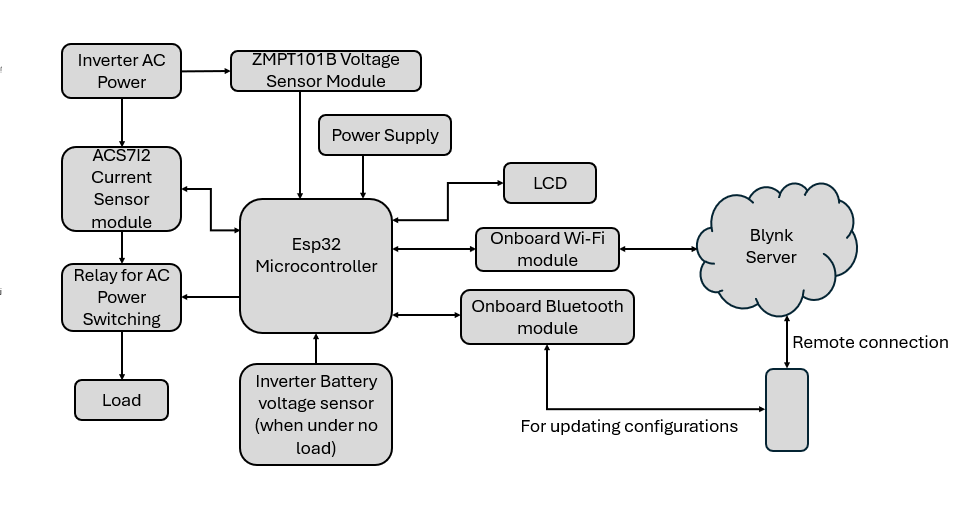 Inverter AC
Power
ZMPT101B Voltage
Sensor Module
Power Supply
ACS7I2
Current
Sensor
module
LCD
Esp32
Microcontroller
Onboard Wi-Fi
module
Blynk
Server
Relay for AC
Power
Switching
Onboard Bluetooth
module
Remote connection
Load
Inverter Battery
voltage sensor
(when under no
load)
For updating configurations